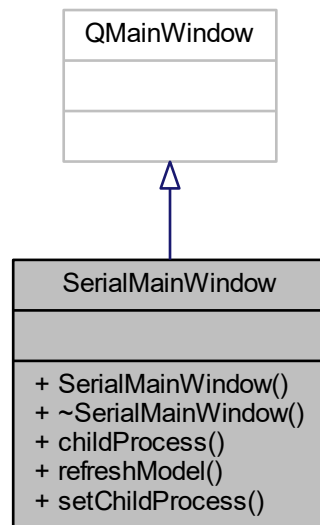 QMainWindow
SerialMainWindow
+ SerialMainWindow()
+ ~SerialMainWindow()
+ childProcess()
+ refreshModel()
+ setChildProcess()